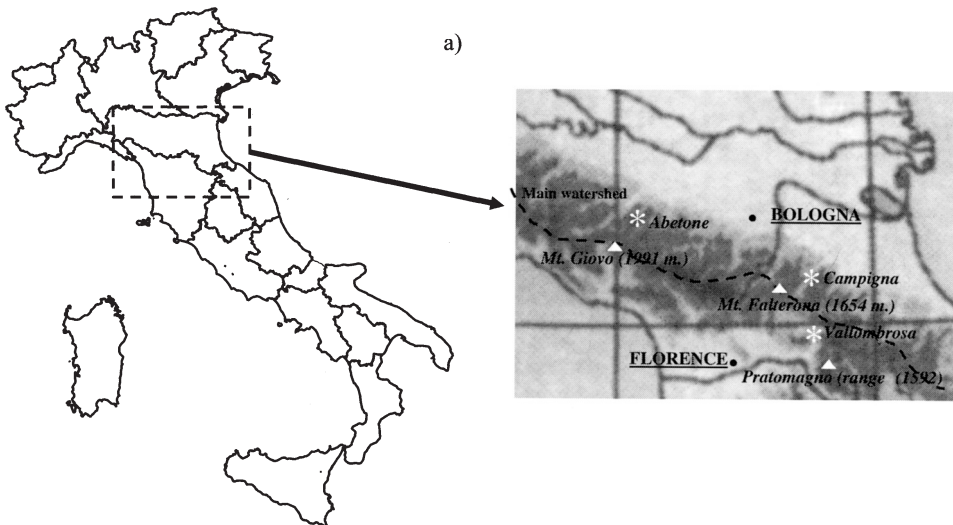 a)
Main watershed
Abetone
BOLOGNA
Mt. Giovo (1991 m.)
Campigna
Mt. Falterona (1654 m.)
Vallombrosa
FLORENCE
Pratomagno (range (1592)